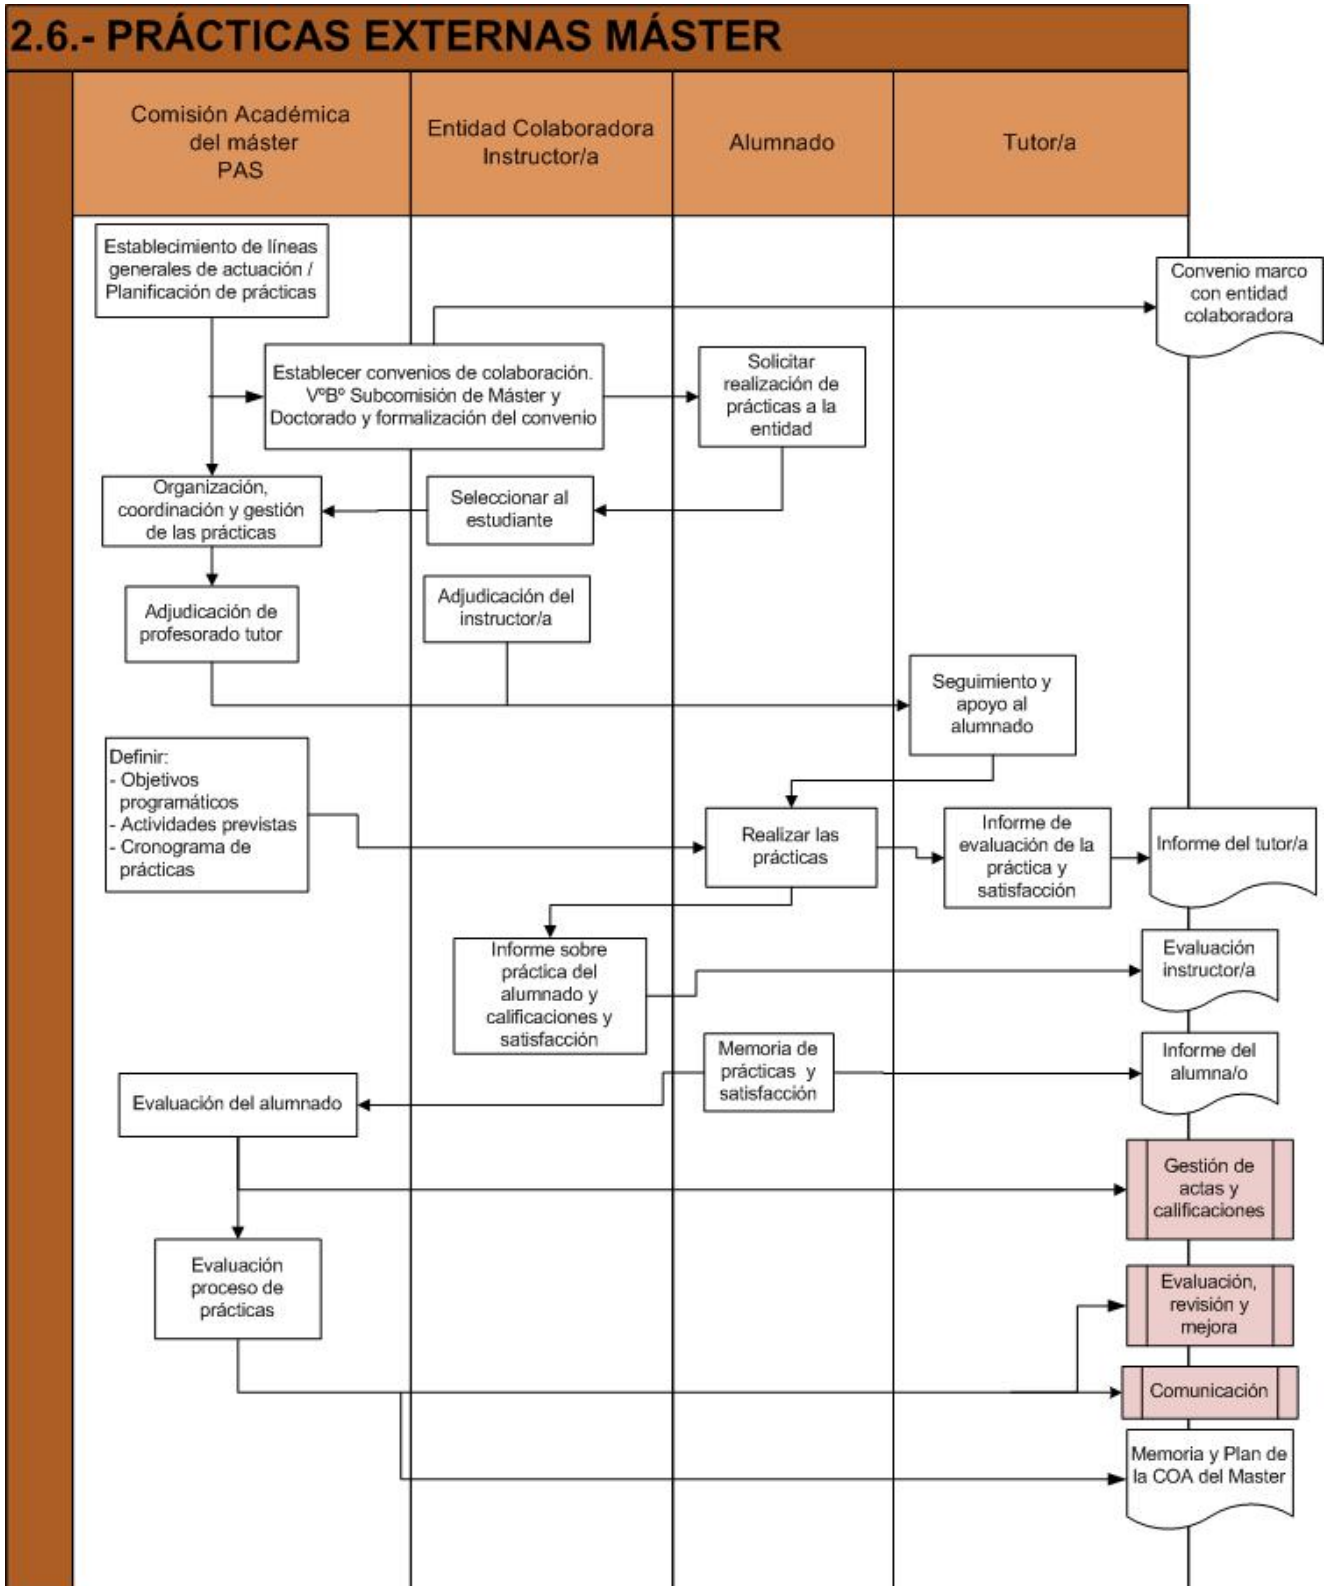 2.6.- PRÁCTICAS EXTERNAS MÁSTER
Comisión Académica
del máster
PAS
Entidad Colaboradora
Instructor/a
Alumnado
Tutor/a
Establecimiento de líneas
generales de actuación /
Planificación de prácticas
Convenio marco
con entidad
colaboradora
Establecer convenios de colaboración.
VºBº Subcomisión de Máster y
Doctorado y formalización del convenio
Solicitar
realización de
prácticas a la
entidad
Organización,
coordinación y gestión
de las prácticas
Seleccionar al
estudiante
Adjudicación de
profesorado tutor
Adjudicación del
instructor/a
Seguimiento y
apoyo al
alumnado
Definir:
- Objetivos
programáticos
- Actividades previstas
- Cronograma de
prácticas
Realizar las
prácticas
Informe de
evaluación de la
práctica y
satisfacción
Informe del tutor/a
Informe sobre
práctica del
alumnado y
calificaciones y
satisfacción
Evaluación
instructor/a
Memoria de
prácticas y
satisfacción
Informe del
alumna/o
Evaluación del alumnado
Gestión de
actas y
calificaciones
Evaluación
proceso de
prácticas
Evaluación,
revisión y
mejora
Comunicación
Memoria y Plan de
la COA del Master